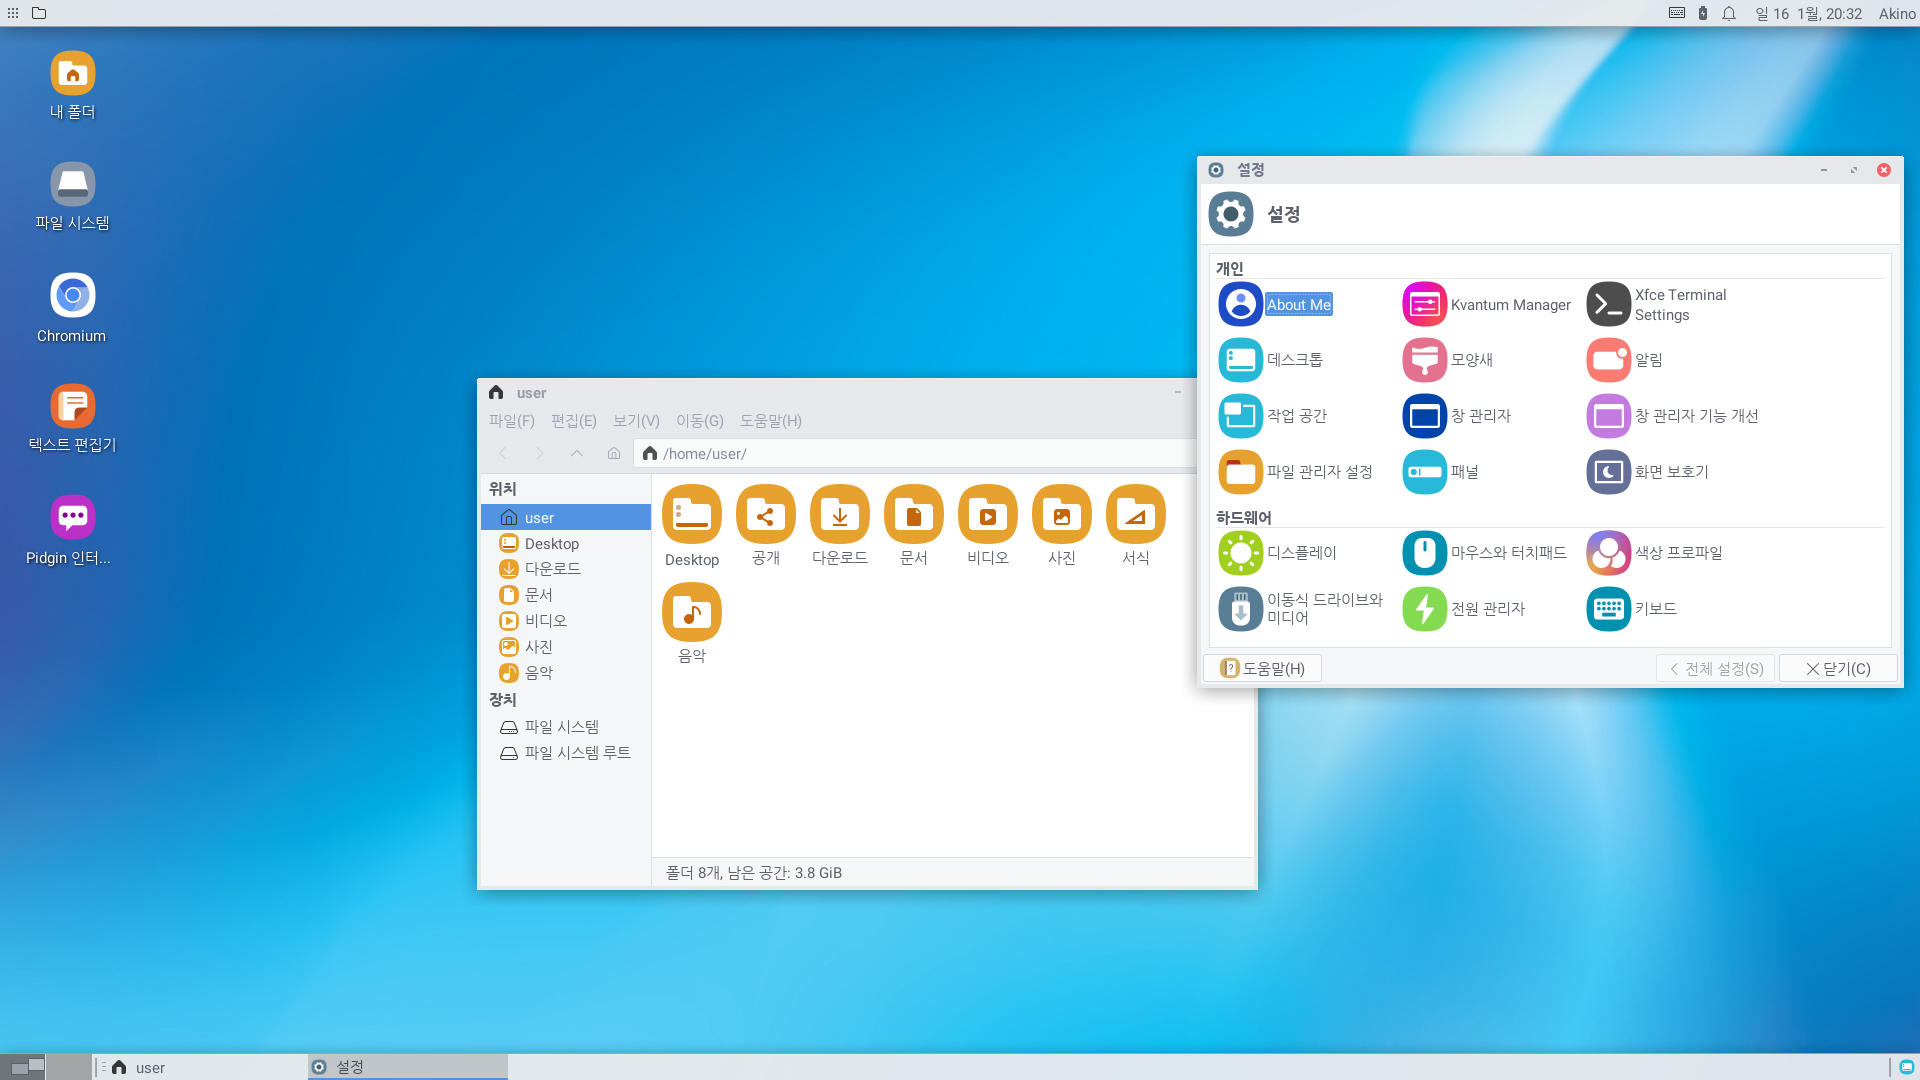 일 16 1월, 20:32 Akino
내 폴더
파일 시스템
Chromium
텍스트 편집기
Pidgin 인터...
user
파일(F) 편집(E) 보기(V) 이동(G) 도움말(H)
/home/user/
위치
user
Desktop
다운로드
문서
비디오
사진
음악
장치
파일 시스템
파일 시스템 루트
Desktop 공개 다운로드 문서 비디오 사진 서식
음악
폴더 8개, 남은 공간: 3.8 GiB
설정
설정
개인
About Me
Kvantum Manager
Xfce Terminal
Settings
데스크톱
모양새
알림
작업 공간
창 관리자
창 관리자 기능 개선
파일 관리자 설정
패널
화면 보호기
하드웨어
디스플레이
마우스와 터치패드
색상 프로파일
이동식 드라이브와
미디어
전원 관리자
키보드
도움말(H)
전체 설정(S)
닫기(C)
user
설정